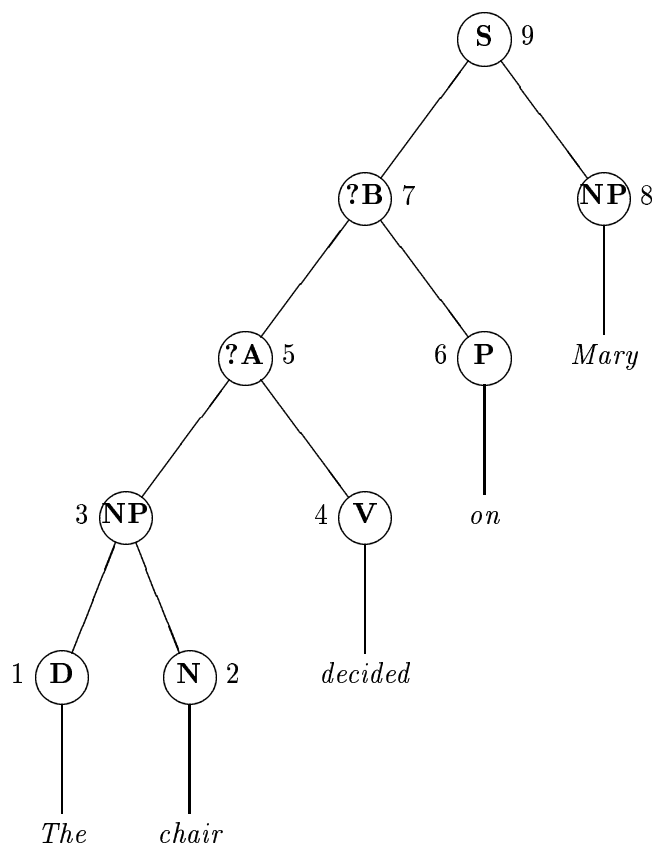 S 9
?B 7
NP 8
?A 5
6 P
Mary
3 NP
4 V
on
1 D
N 2
decided
The
chair